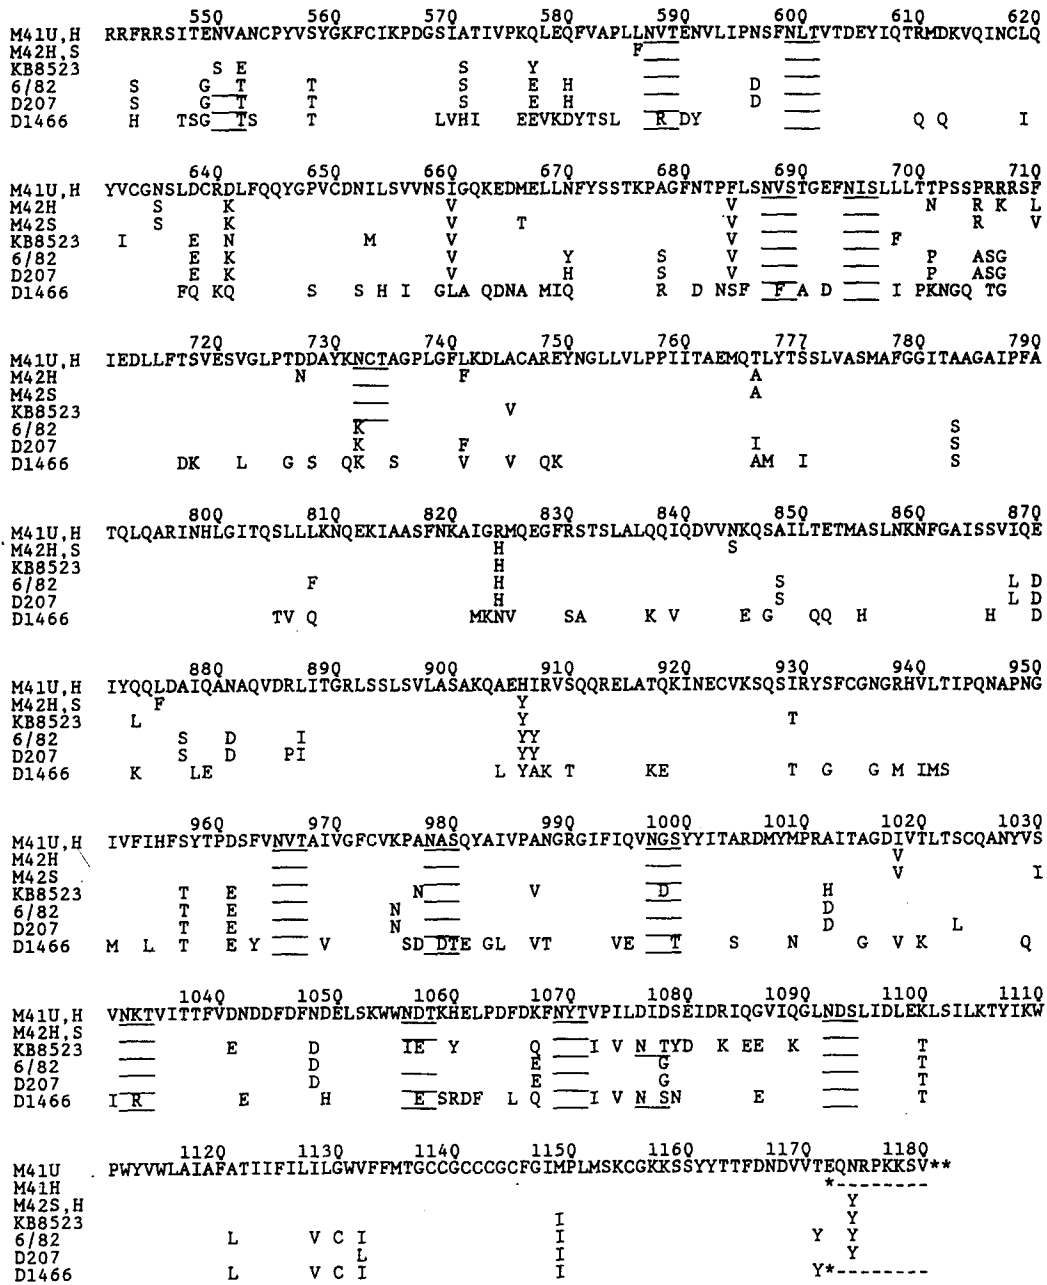 550 560 570 580 590 600 610 620
M41U,H RRFRRSITENVANCPYVSYGKFCIKPDGSIATIVPKQLEQFVAPLLNVTENVLIPNSFNLTVTDEYIQTRMDKVQINCLQ
M42H,S F
KB8523 S E S Y
6/82 S G T T S E H D
D207 S G T T S E H D
D1466 H TSG TS T LVHI EEVKDYTSL R DY Q Q I
640 650 660 670 680 690 700 710
M41U,H YVCGNSLDCRDLFQQYGPVCDNILSVVNSIGQKEDMELLNFYSSTKPAGFNTPFLSNVSTGEFNISLLLTTPSSPRRRSF
M42H S K V V N R K L
M42S S K V T V R V
KB8523 I E N M V V F
6/82 E K V Y S V P ASG
D207 E K V H S V P ASG
D1466 FQ KQ S S H I GLA QDNA MIQ R D NSF F A D I PKNGQ TG
720 730 740 750 760 777 780 790
M41U,H IEDLLFTSVESVGLPTDDAYKNCTAGPLGFLKDLACAREYNGLLVLPPIITAEMQTLYTSSLVASMAFGGITAAGAIPFA
M42H N F A
M42S A
KB8523 V
6/82 K S
D207 K F I S
D1466 DK L G S QK S V V QK AM I S
800 810 820 830 840 850 860 870
M41U,H TQLQARINHLGITQSLLLKNQEKIAASFNKAIGRMQEGFRSTSLALQQIQDVVNKQSAILTETMASLNKNFGAISSVIQE
M42H,S H S
KB8523 H
6/82 F H S L D
D207 H S L D
D1466 TV Q MKNV SA K V E G QQ H H D
880 890 900 910 920 930 940 950
M41U,H IYQQLDAIQANAQVDRLITGRLSSLSVLASAKQAEHIRVSQQRELATQKINECVKSQSIRYSFCGNGRHVLTIPQNAPNG
M42H,S F Y
KB8523 L Y T
6/82 S D I YY
D207 S D PI YY
D1466 K LE L YAK T KE T G G M IMS
960 970 980 990 1000 1010 1020 1030
M41U,H IVFIHFSYTPDSFVNVTAIVGFCVKPANASQYAIVPANGRGIFIQVNGSYYITARDMYMPRAITAGDIVTLTSCQANYVS
M42H V
M42S V I
KB8523 T E N V D H
6/82 T E N D
D207 T E N D L
D1466 M L T E Y V SD DTE GL VT VE T S N G V K Q
1040 1050 1060 1070 1080 1090 1100 1110
M41U,H VNKTVITTFVDNDDFDFNDELSKWWNDTKHELPDFDKFNYTVPILDIDSEIDRIQGVIQGLNDSLIDLEKLSILKTYIKW
M42H,S
KB8523 E D IE Y Q I V N TYD K EE K T
6/82 D E G T
D207 D E G T
D1466 I R E H E SRDF L Q I V N SN E T
1120 1130 1140 1150 1160 1170 1180
M41U PWYVWLAIAFATIIFILILGWVFFMTGCCGCCCGCFGIMPLMSKCGKKSSYYTTFDNDVVTEQNRPKKSV**
M41H *--------
M42S,H Y
KB8523 I Y
6/82 L V C I I Y Y
D207 L I Y
D1466 L V C I I Y*--------